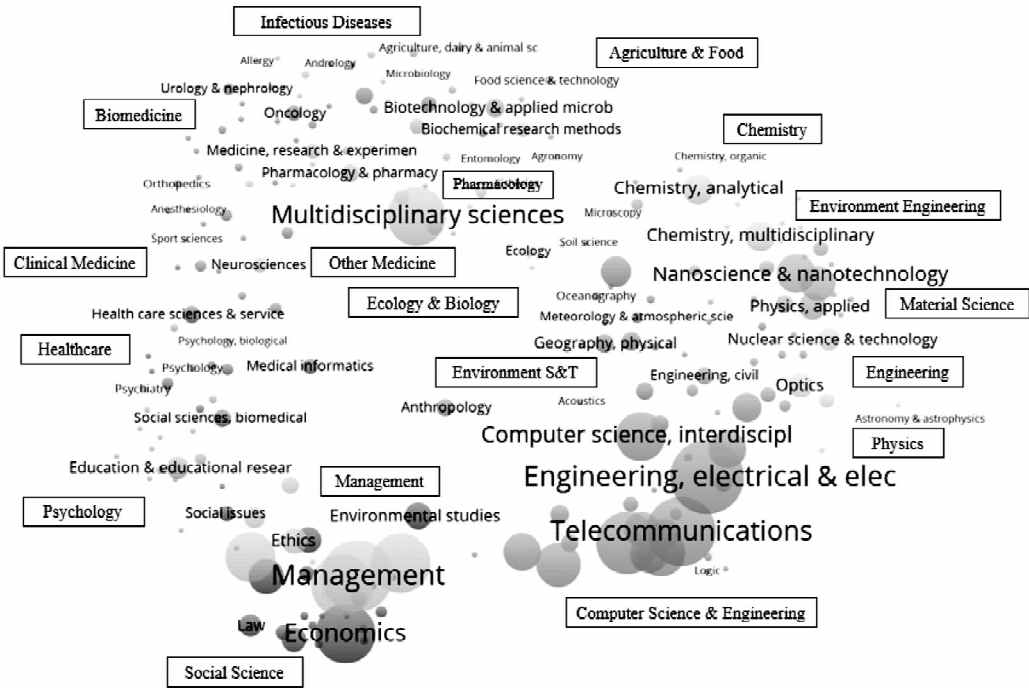 Infectious Diseases
Agriculture, dairy & animal sc
Agriculture & Food
Allergy
Andrology
Microbiology
Food science & technology
Urology & nephrology
Biomedicine
Oncology
Biotechnology & applied microb
Biochemical research methods
Chemistry
Medicine, research & experimen
Entomology
Agronomy
Chemistry, organic
Pharmacology & pharmacy
Orthopedics
Pharmacology
Chemistry, analytical
Anesthesiology
Multidisciplinary sciences
Microscopy
Environment Engineering
Sport sciences
Ecology
Soil science
Chemistry, multidisciplinary
Clinical Medicine
Neurosciences
Other Medicine
Nanoscience & nanotechnology
Ecology & Biology
Oceanography
Physics, applied
Material Science
Health care sciences & service
Meteorology & atmospheric scie
Healthcare
Psychology, biological
Geography, physical
Nuclear science & technology
Psychology
Medical informatics
Environment S&T
Engineering, civil
Engineering
Psychiatry
Optics
Social sciences, biomedical
Anthropology
Acoustics
Astronomy & astrophysics
Computer science, interdiscipl
Physics
Education & educational resear
Management
Engineering, electrical & elec
Psychology
Social issues
Environmental studies
Telecommunications
Ethics
Management
Logic
Law
Economics
Computer Science & Engineering
Social Science